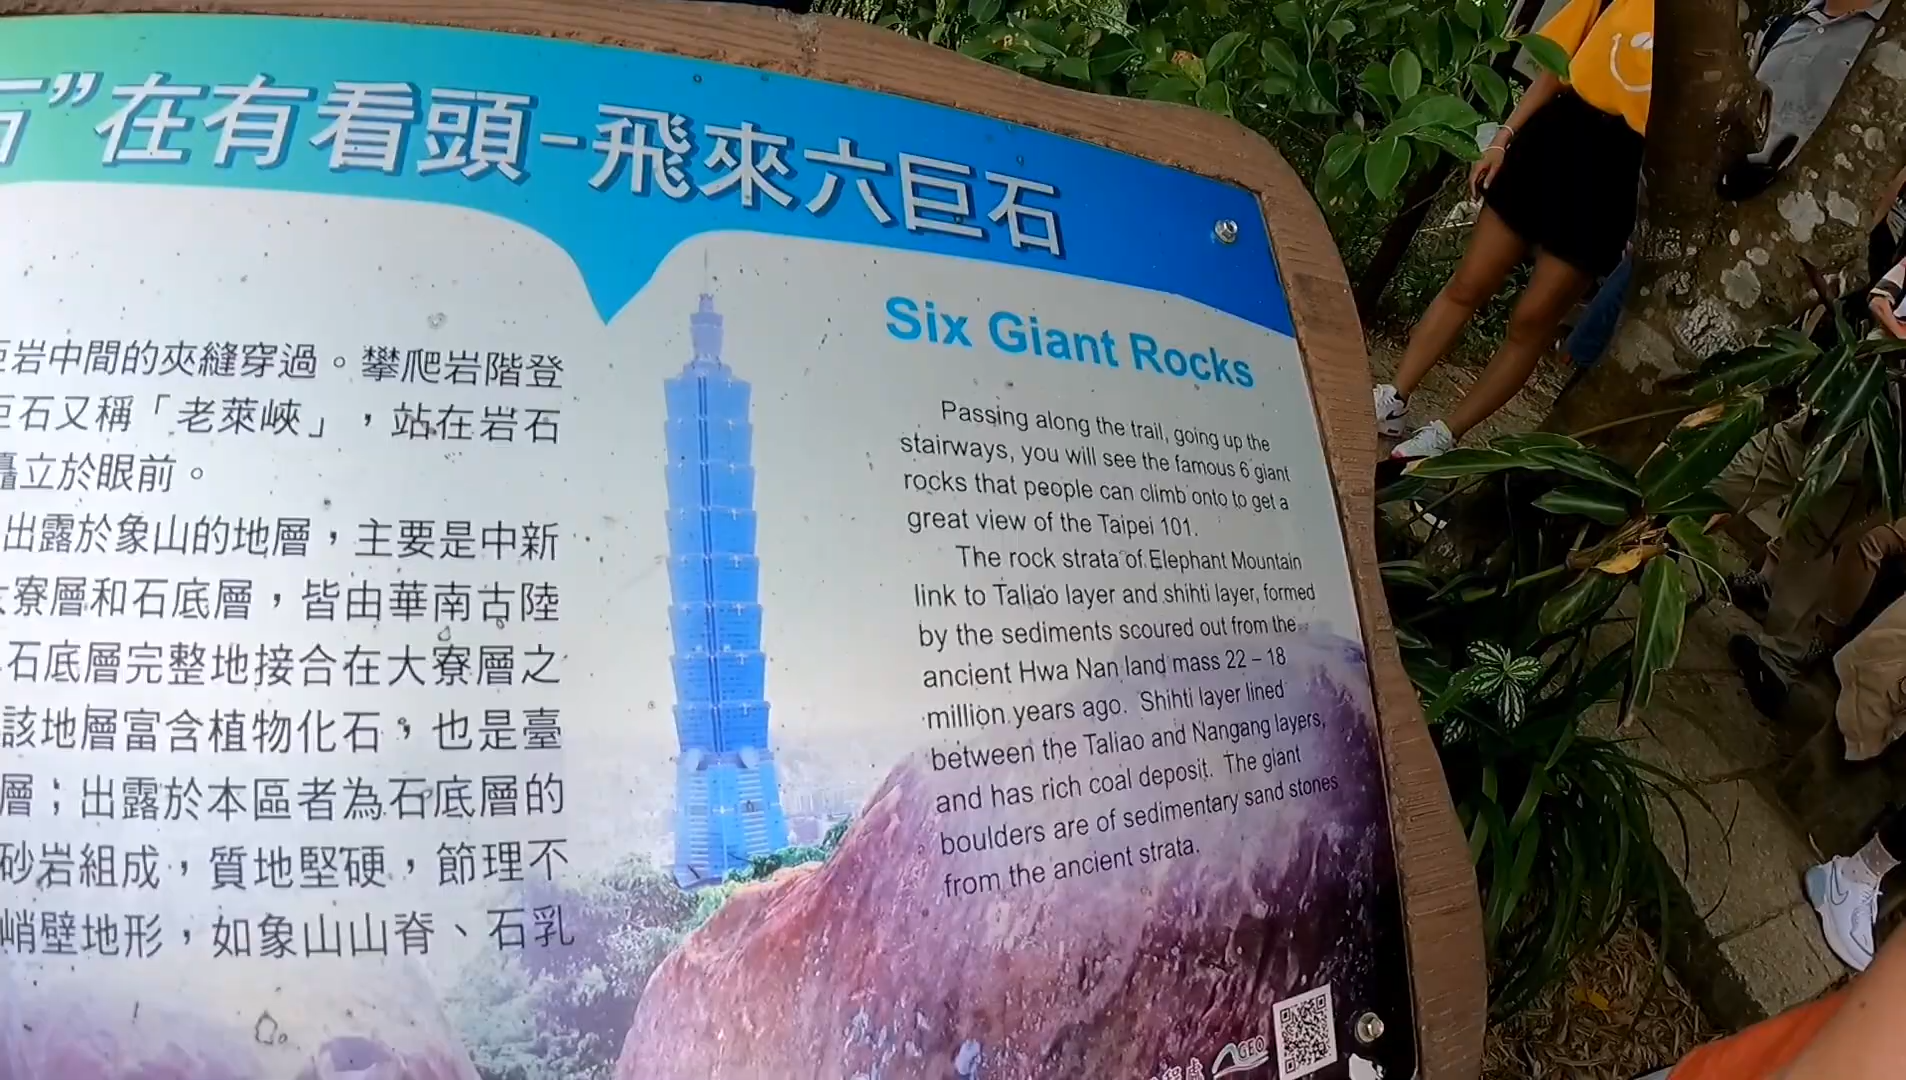 ”在有看頭-飛來六巨石
岩中間的夾縫穿過。攀爬岩階登
巨石又稱「老萊峽」，站在岩石
矗立於眼前。
出露於象山的地層，主要是中新
寮層和石底層，皆由華南古陸
石底層完整地接合在大寮層之
該地層富含植物化石，也是臺
層；出露於本區者為石底層的
砂岩組成，質地堅硬，節理不
峭壁地形，如象山山脊、石乳
Six Giant Rocks
Passing along the trail, going up the
stairways, you will see the famous 6 giant
rocks that people can climb onto to get a
great view of the Taipei 101.
The rock strata of Elephant Mountain
link to Taliao layer and shihti layer, formed
by the sediments scoured out from the
ancient Hwa Nan land mass 22 – 18
million years ago. Shihti layer lined
between the Taliao and Nangang layers,
and has rich coal deposit. The giant
boulders are of sedimentary sand stones
from the ancient strata.
GEO